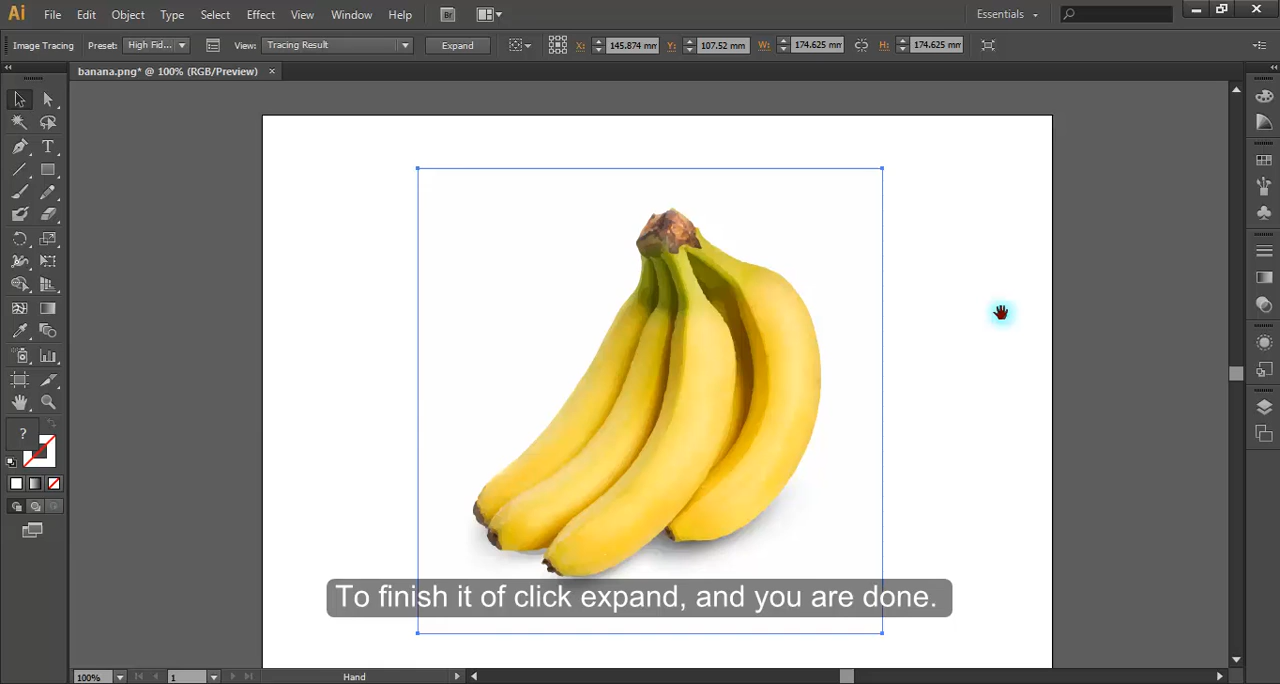 Ai File Edit Object Type Select Effect View Window Help Br Essentials
Image Tracing Preset: High Fid... View: Tracing Result Expand X: 145.874 mm Y: 107.52 mm W: 174.625 mm H: 174.625 mm
banana.png* @ 100% (RGB/Preview) ×
T
?
To finish it of click expand, and you are done.
100% 1 Hand